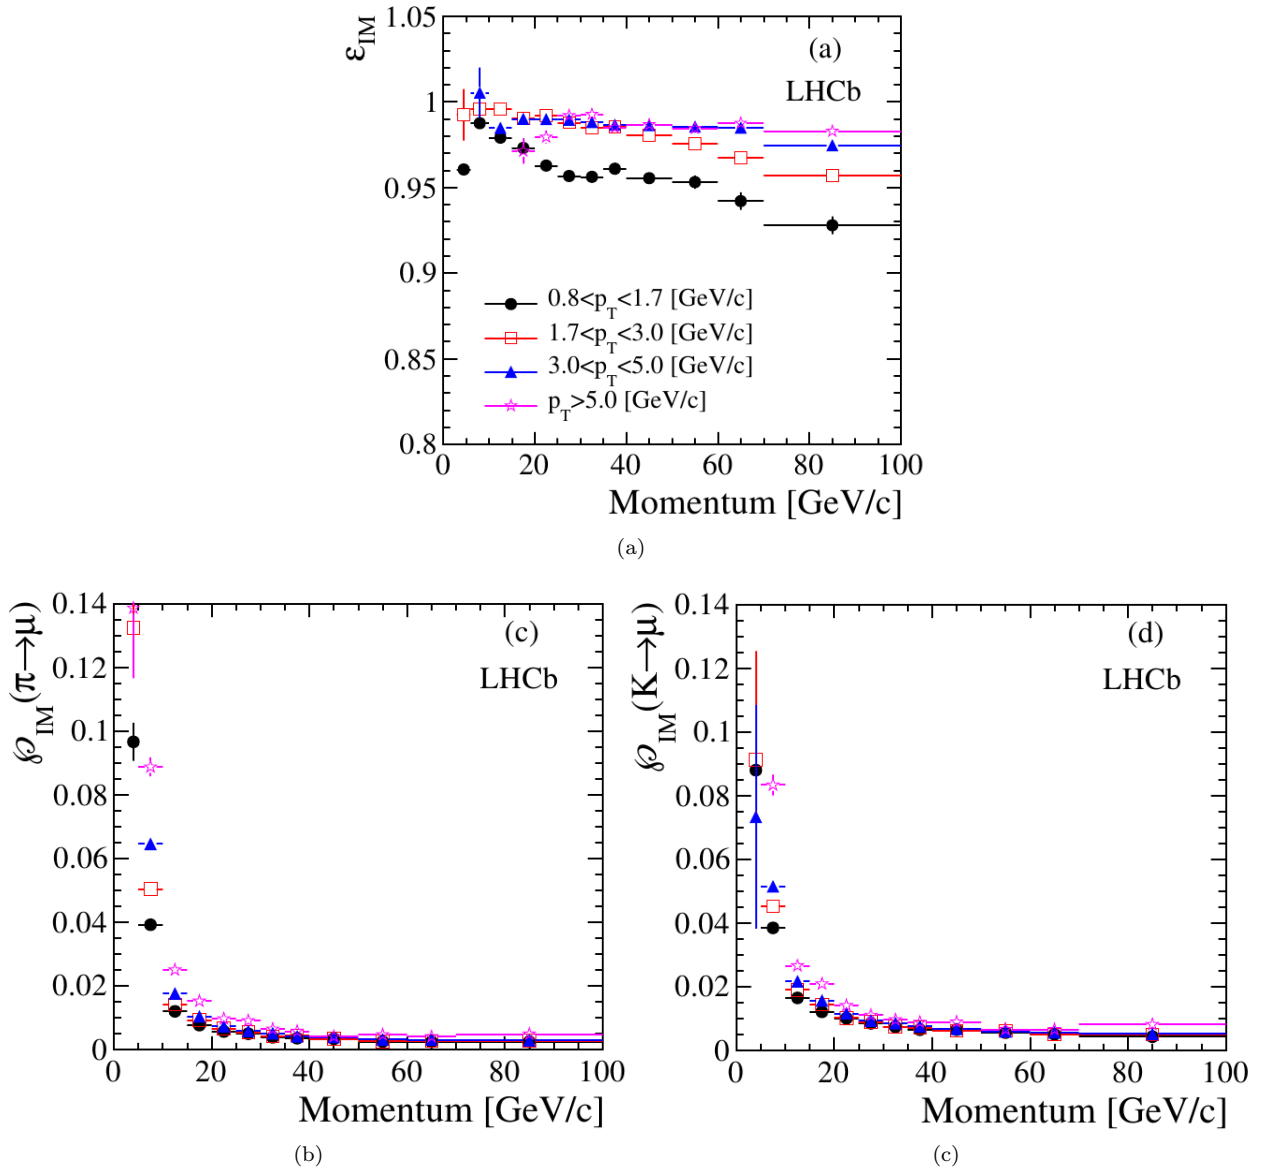 1.05
ε_IM
(a)
LHCb
1
0.95
0.9
0.8<p_T<1.7 [GeV/c]
1.7<p_T<3.0 [GeV/c]
0.85
3.0<p_T<5.0 [GeV/c]
p_T>5.0 [GeV/c]
0.8
0 20 40 60 80 100
Momentum [GeV/c]
(a)
℘_IM(π→μ)
0.14
(c)
0.12
LHCb
0.1
0.08
0.06
0.04
0.02
0
0 20 40 60 80 100
Momentum [GeV/c]
(b)
℘_IM(K→μ)
0.14
(d)
0.12
LHCb
0.1
0.08
0.06
0.04
0.02
0
0 20 40 60 80 100
Momentum [GeV/c]
(c)